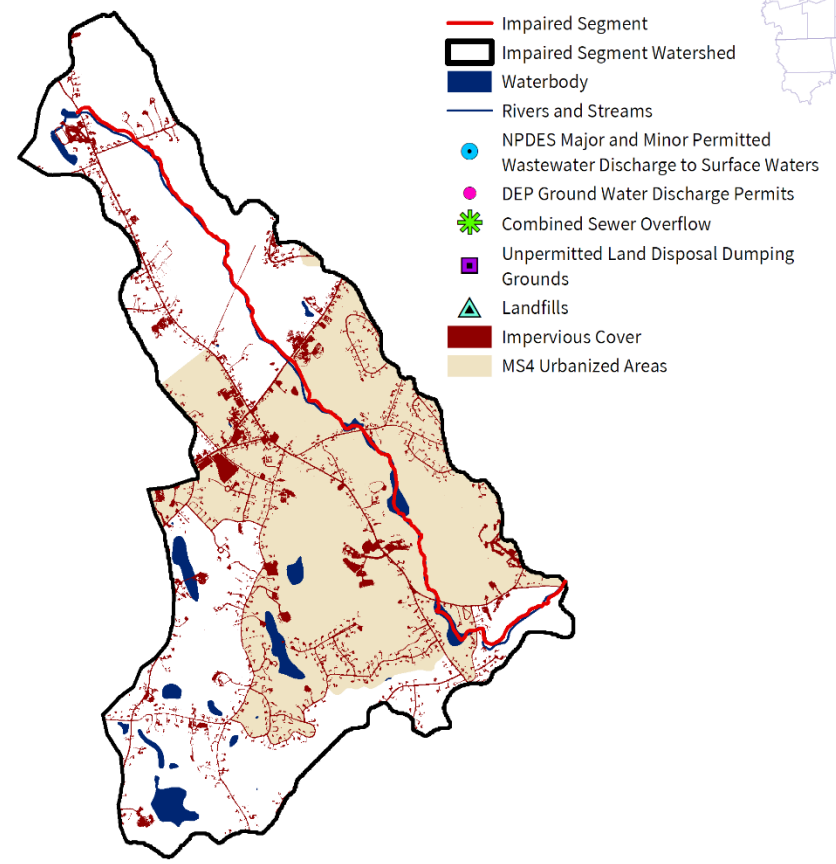 Impaired Segment
Impaired Segment Watershed
Waterbody
Rivers and Streams
NPDES Major and Minor Permitted
Wastewater Discharge to Surface Waters
DEP Ground Water Discharge Permits
Combined Sewer Overflow
Unpermitted Land Disposal Dumping
Grounds
Landfills
Impervious Cover
MS4 Urbanized Areas